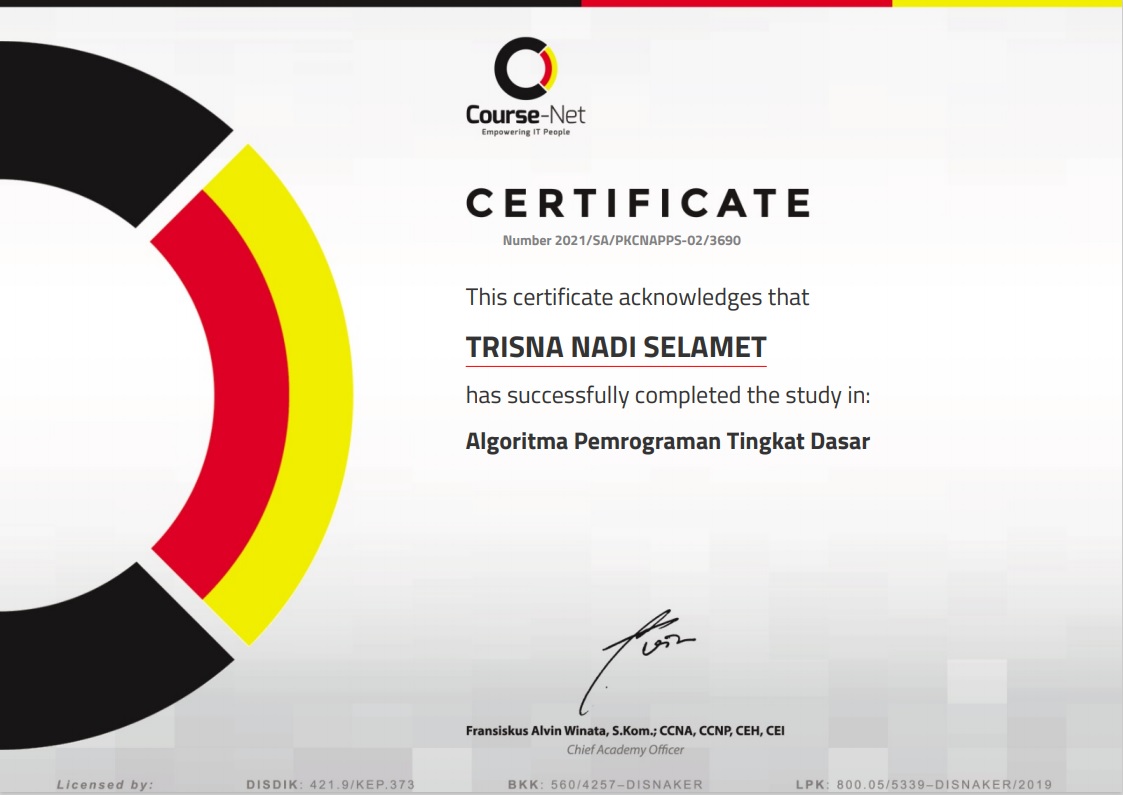 Course-Net
Empowering IT People
CERTIFICATE
Number 2021/SA/PKCNAPPS-02/3690
This certificate acknowledges that
TRISNA NADI SELAMET
has successfully completed the study in:
Algoritma Pemrograman Tingkat Dasar
Fransiskus Alvin Winata, S.Kom.; CCNA, CCNP, CEH, CEI
Chief Academy Officer
Licensed by: DISDIK: 421.9/KEP.373 BKK: 560/4257–DISNAKER LPK: 800.05/5339–DISNAKER/2019